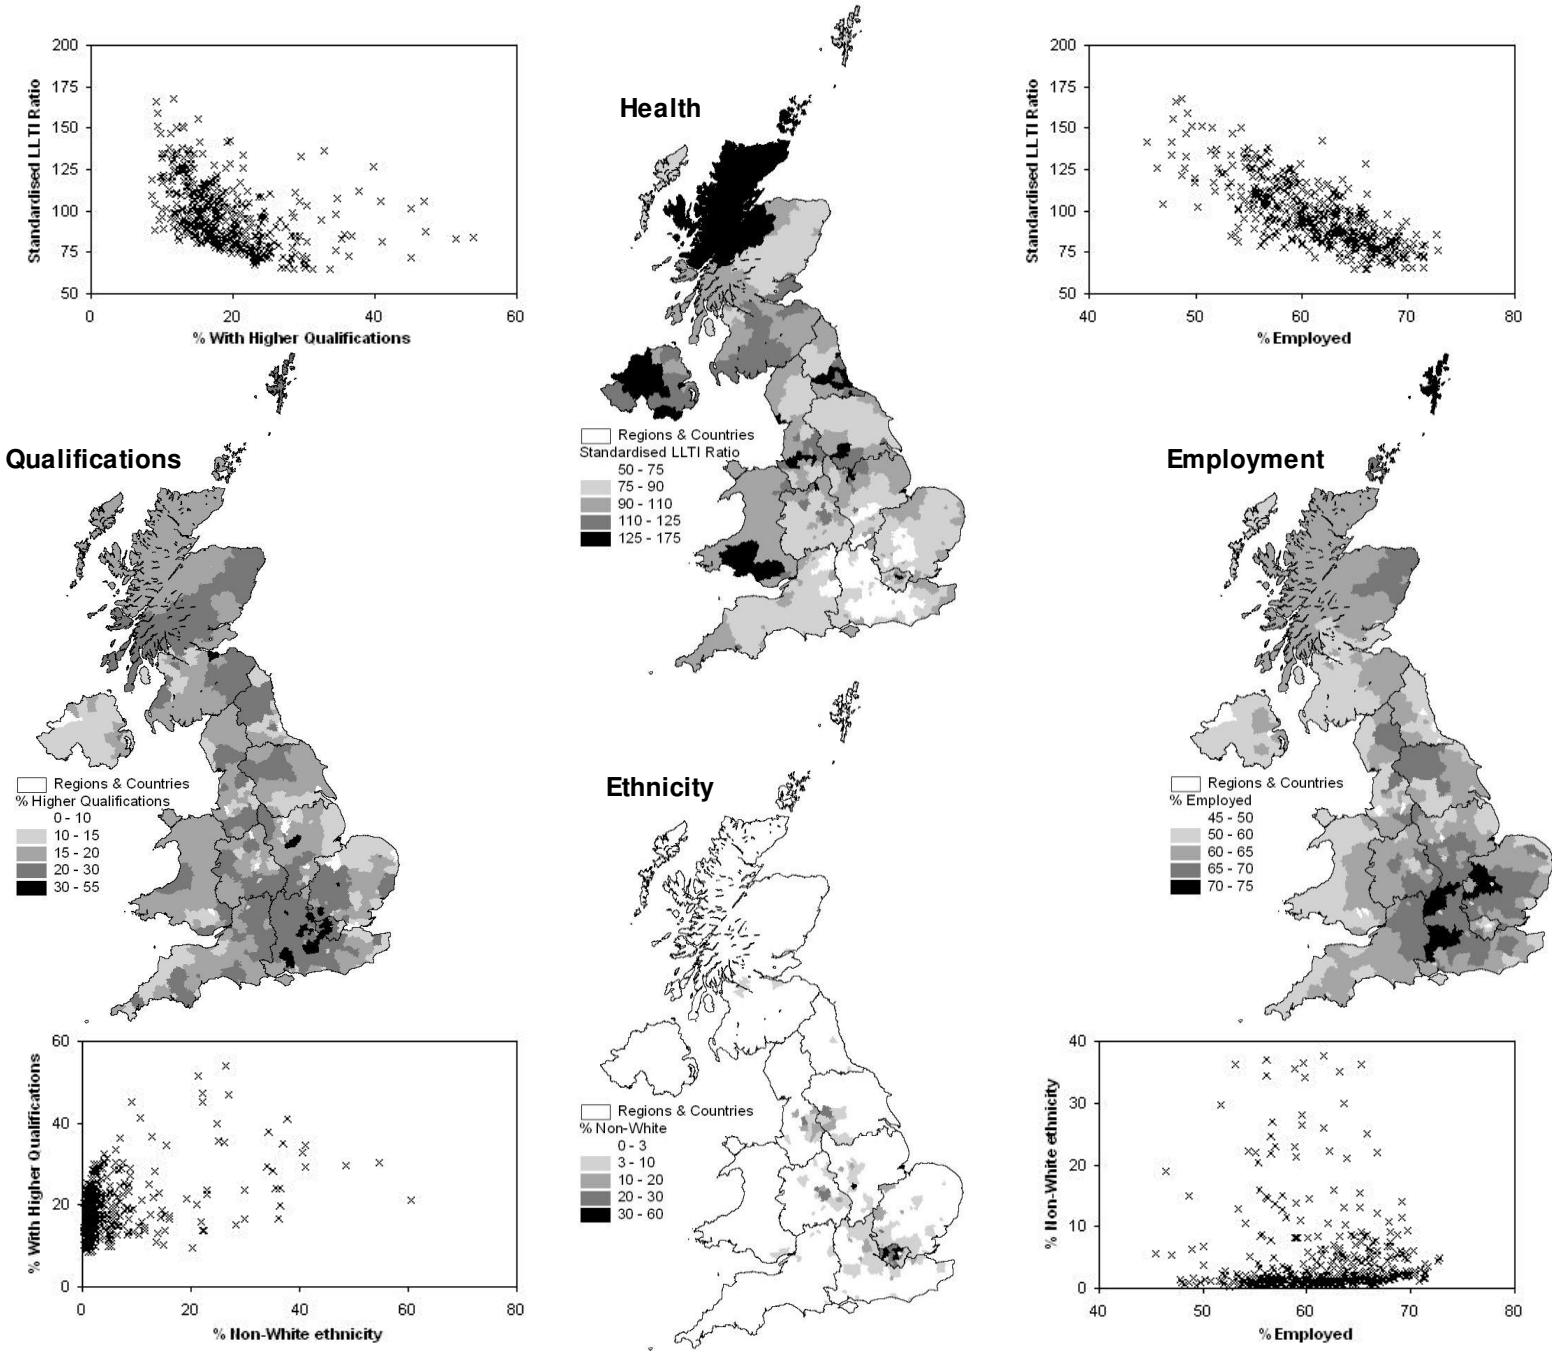 200
175
150
125
100
75
50
0
20
40
60
Standardised LLTI Ratio
% With Higher Qualifications
Health
Regions & Countries
Standardised LLTI Ratio
50 - 75
75 - 90
90 - 110
110 - 125
125 - 175
200
175
150
125
100
75
50
40
50
60
70
80
Standardised LLTI Ratio
% Employed
Qualifications
Regions & Countries
% Higher Qualifications
0 - 10
10 - 15
15 - 20
20 - 30
30 - 55
Employment
Regions & Countries
% Employed
45 - 50
50 - 60
60 - 65
65 - 70
70 - 75
Ethnicity
Regions & Countries
% Non-White
0 - 3
3 - 10
10 - 20
20 - 30
30 - 60
60
40
20
0
0
20
40
60
80
% With Higher Qualifications
% Non-White ethnicity
40
30
20
10
0
40
50
60
70
80
% Non-White ethnicity
% Employed